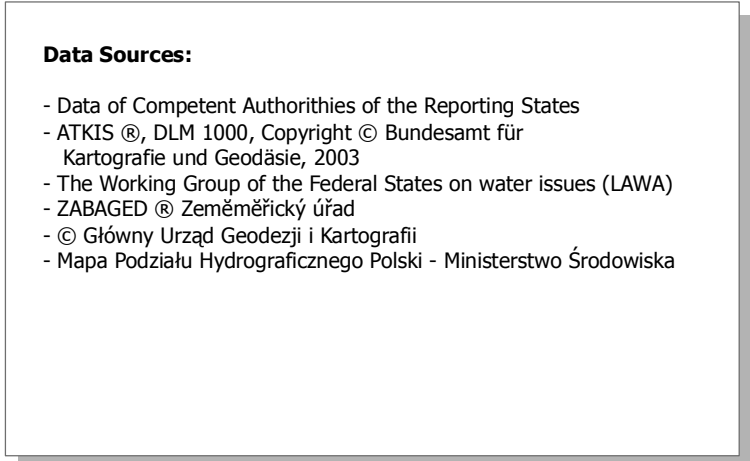 Data Sources:
- Data of Competent Authorithies of the Reporting States
- ATKIS ®, DLM 1000, Copyright © Bundesamt für
Kartografie und Geodäsie, 2003
- The Working Group of the Federal States on water issues (LAWA)
- ZABAGED ® Zeměměřický úřad
- © Główny Urząd Geodezji i Kartografii
- Mapa Podziału Hydrograficznego Polski - Ministerstwo Środowiska